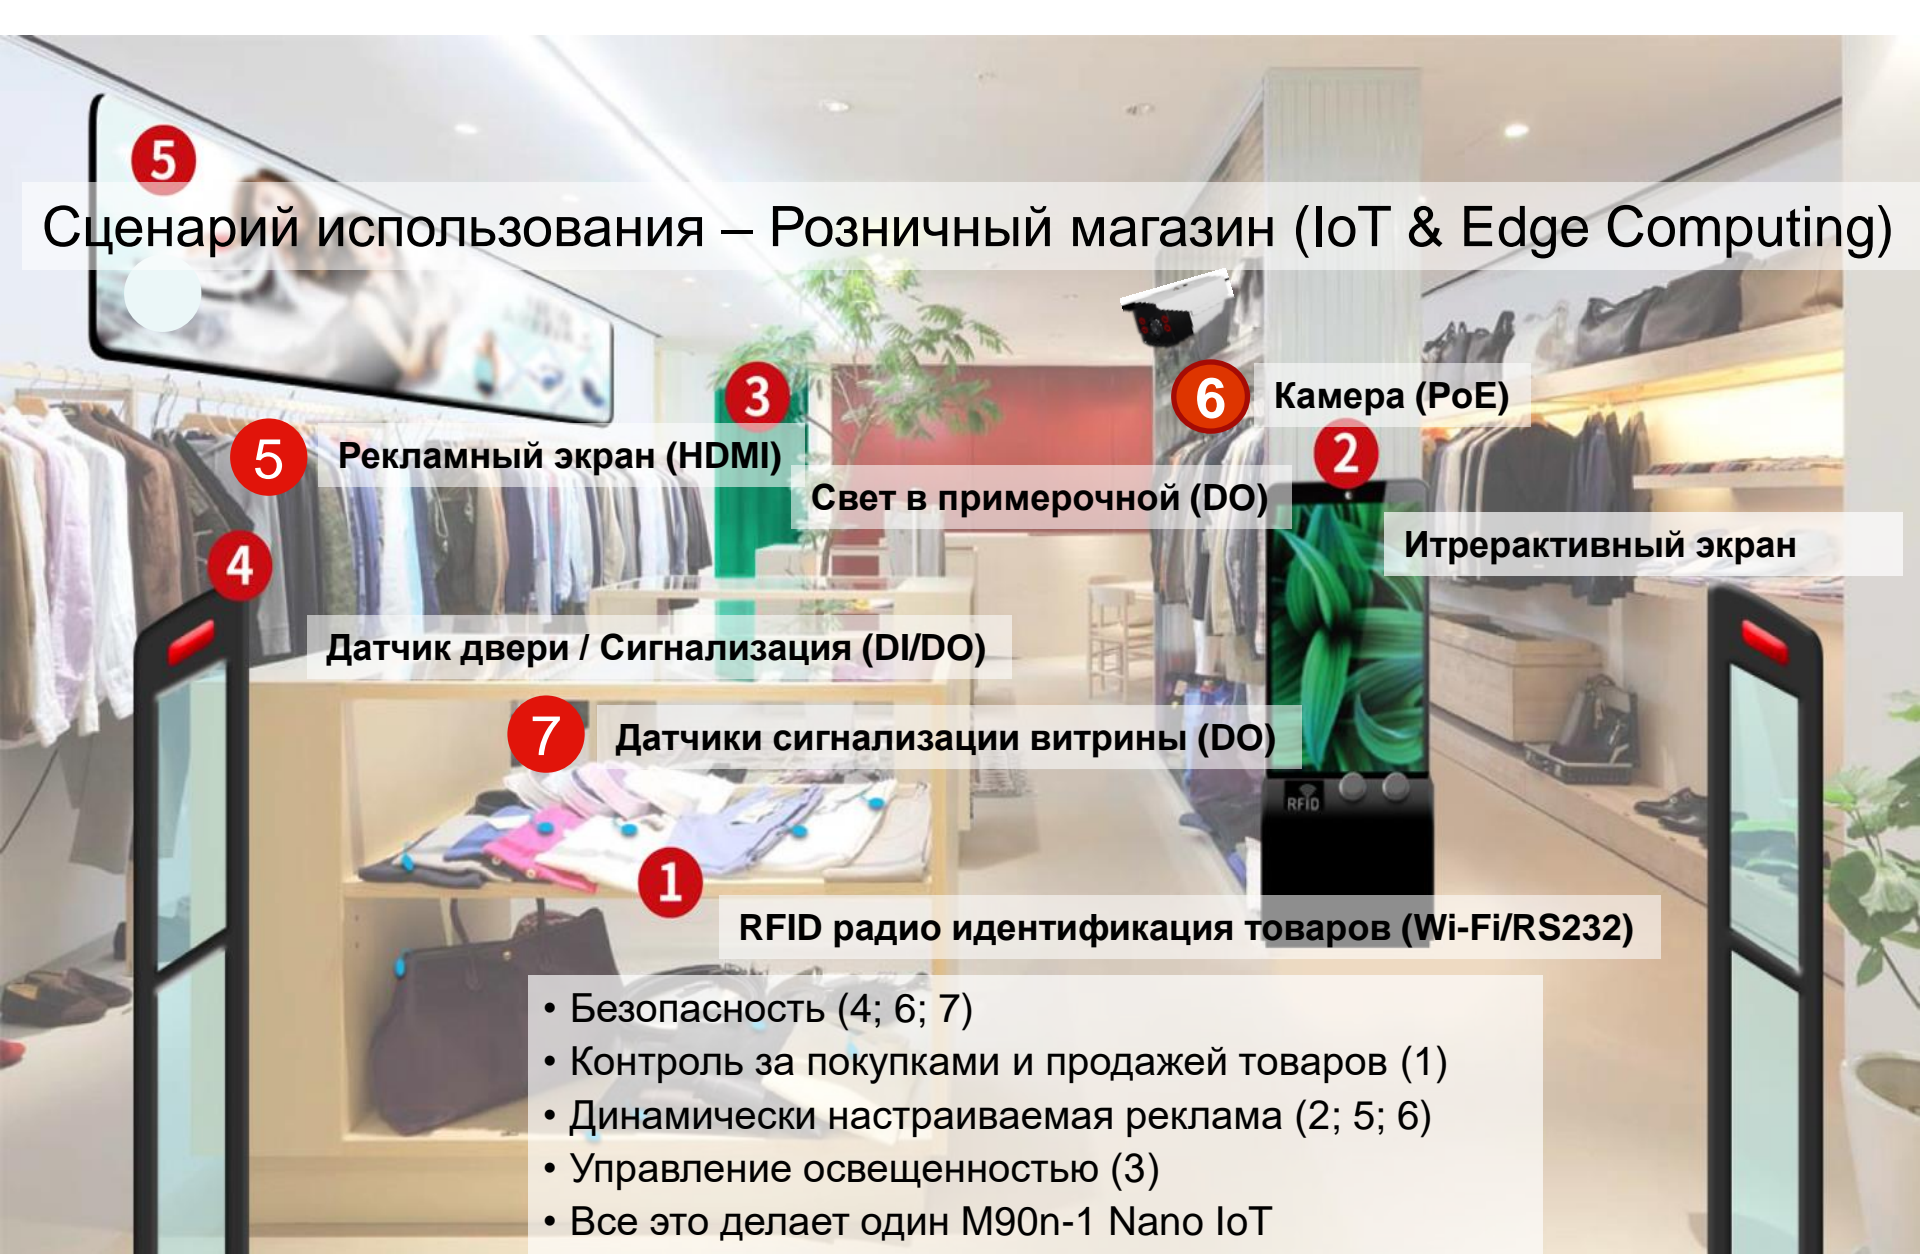 5
Сценарий использования – Розничный магазин (IoT & Edge Computing)
3
6 Камера (PoE)
5 Рекламный экран (HDMI)
2
Свет в примерочной (DO)
Итрерактивный экран
4
Датчик двери / Сигнализация (DI/DO)
7 Датчики сигнализации витрины (DO)
RFID
1
RFID радио идентификация товаров (Wi-Fi/RS232)
• Безопасность (4; 6; 7)
• Контроль за покупками и продажей товаров (1)
• Динамически настраиваемая реклама (2; 5; 6)
• Управление освещенностью (3)
• Все это делает один M90n-1 Nano IoT